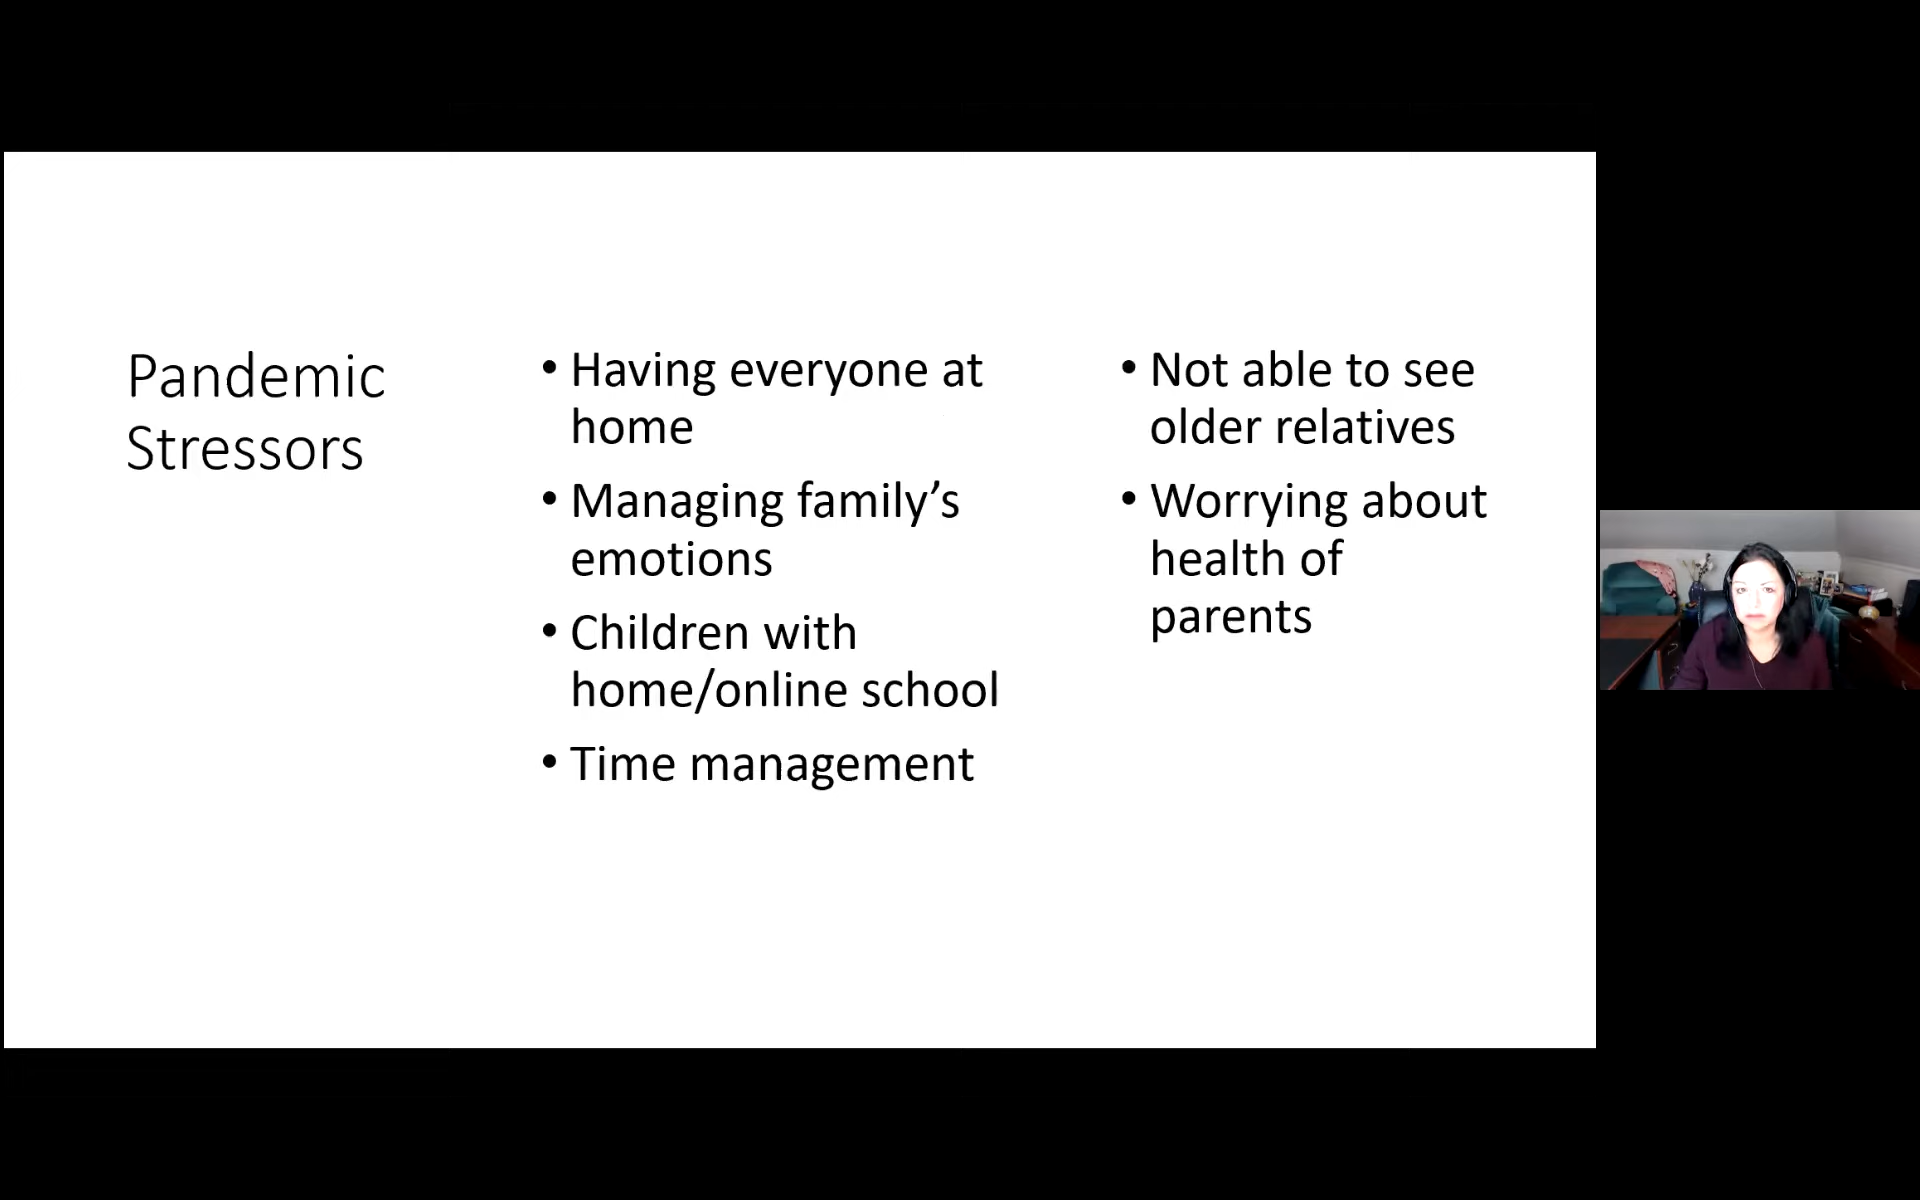 Pandemic
Stressors
• Having everyone at
home
• Managing family’s
emotions
• Children with
home/online school
• Time management
• Not able to see
older relatives
• Worrying about
health of
parents